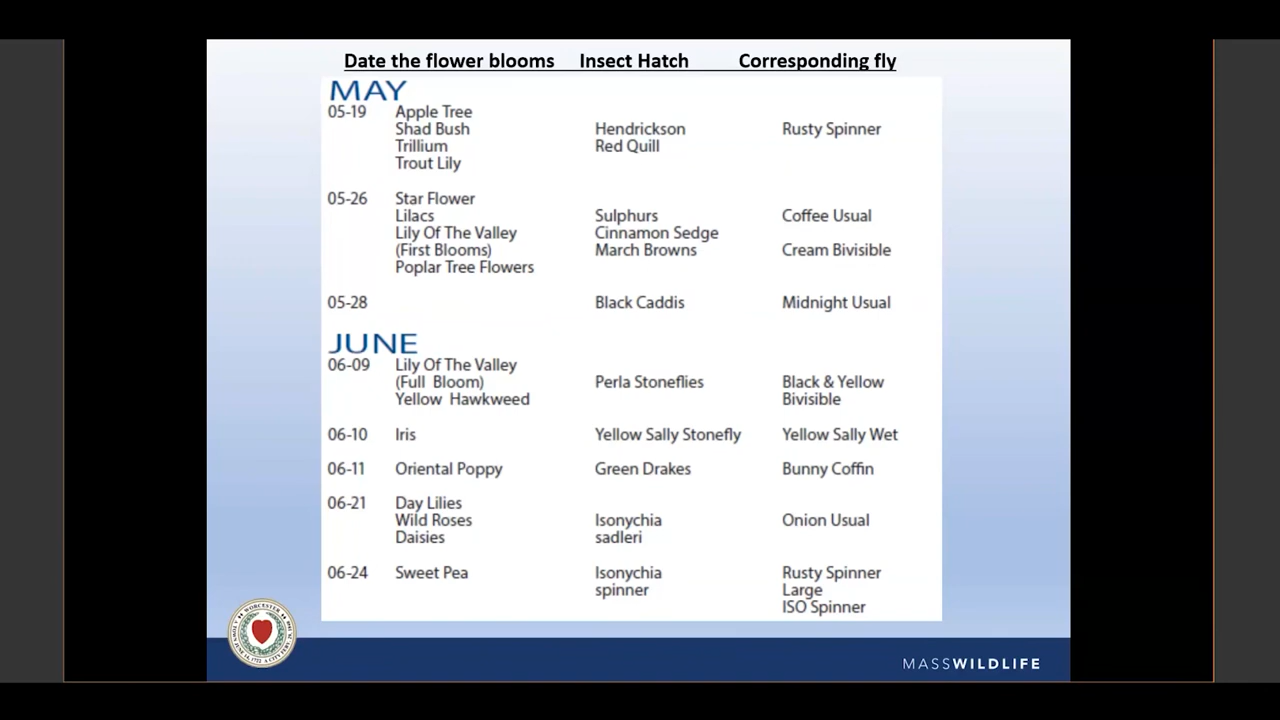 Date the flower blooms Insect Hatch Corresponding fly
MAY
05-19 Apple Tree
Shad Bush Hendrickson Rusty Spinner
Trillium Red Quill
Trout Lily
05-26 Star Flower
Lilacs Sulphurs Coffee Usual
Lily Of The Valley Cinnamon Sedge
(First Blooms) March Browns Cream Bivisible
Poplar Tree Flowers
05-28 Black Caddis Midnight Usual
JUNE
06-09 Lily Of The Valley
(Full Bloom) Perla Stoneflies Black & Yellow
Yellow Hawkweed Bivisible
06-10 Iris Yellow Sally Stonefly Yellow Sally Wet
06-11 Oriental Poppy Green Drakes Bunny Coffin
06-21 Day Lilies
Wild Roses Isonychia Onion Usual
Daisies sadleri
06-24 Sweet Pea Isonychia Rusty Spinner
spinner Large
ISO Spinner
WORCESTER
MASSWILDLIFE